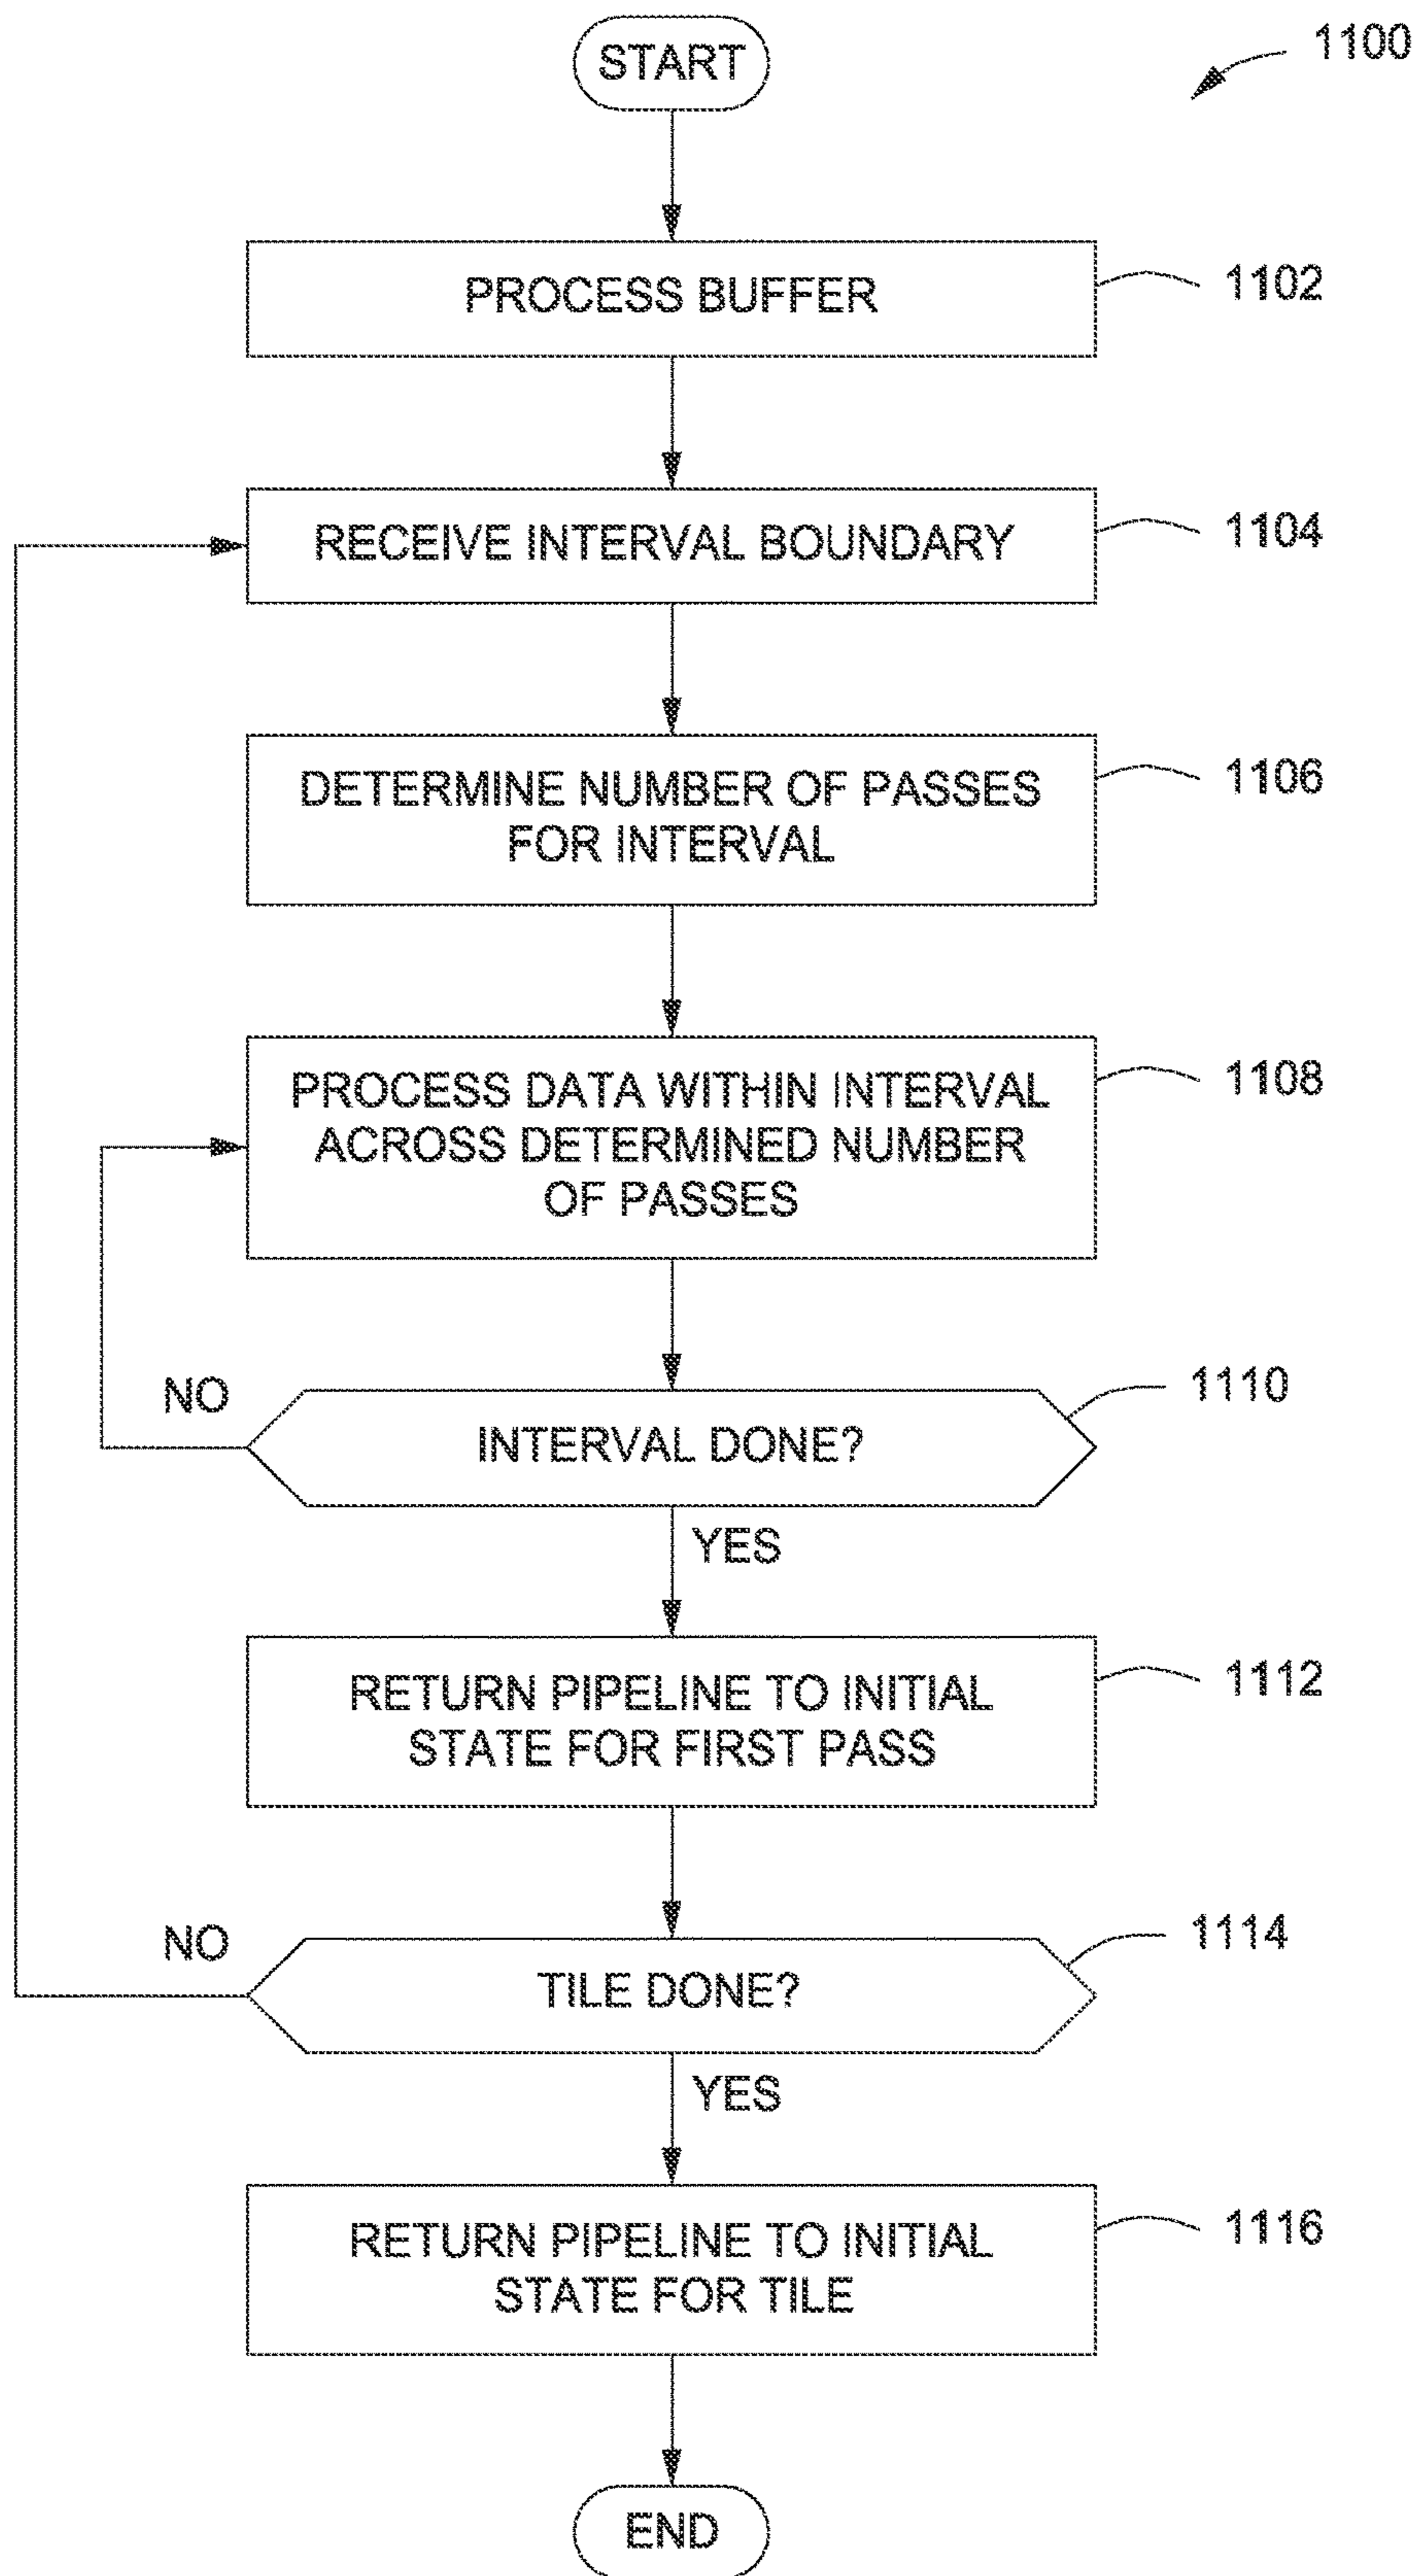 START
1100
PROCESS BUFFER
1102
RECEIVE INTERVAL BOUNDARY
1104
DETERMINE NUMBER OF PASSES
FOR INTERVAL
1106
PROCESS DATA WITHIN INTERVAL
ACROSS DETERMINED NUMBER
OF PASSES
1108
NO
INTERVAL DONE?
1110
YES
RETURN PIPELINE TO INITIAL
STATE FOR FIRST PASS
1112
NO
TILE DONE?
1114
YES
RETURN PIPELINE TO INITIAL
STATE FOR TILE
1116
END